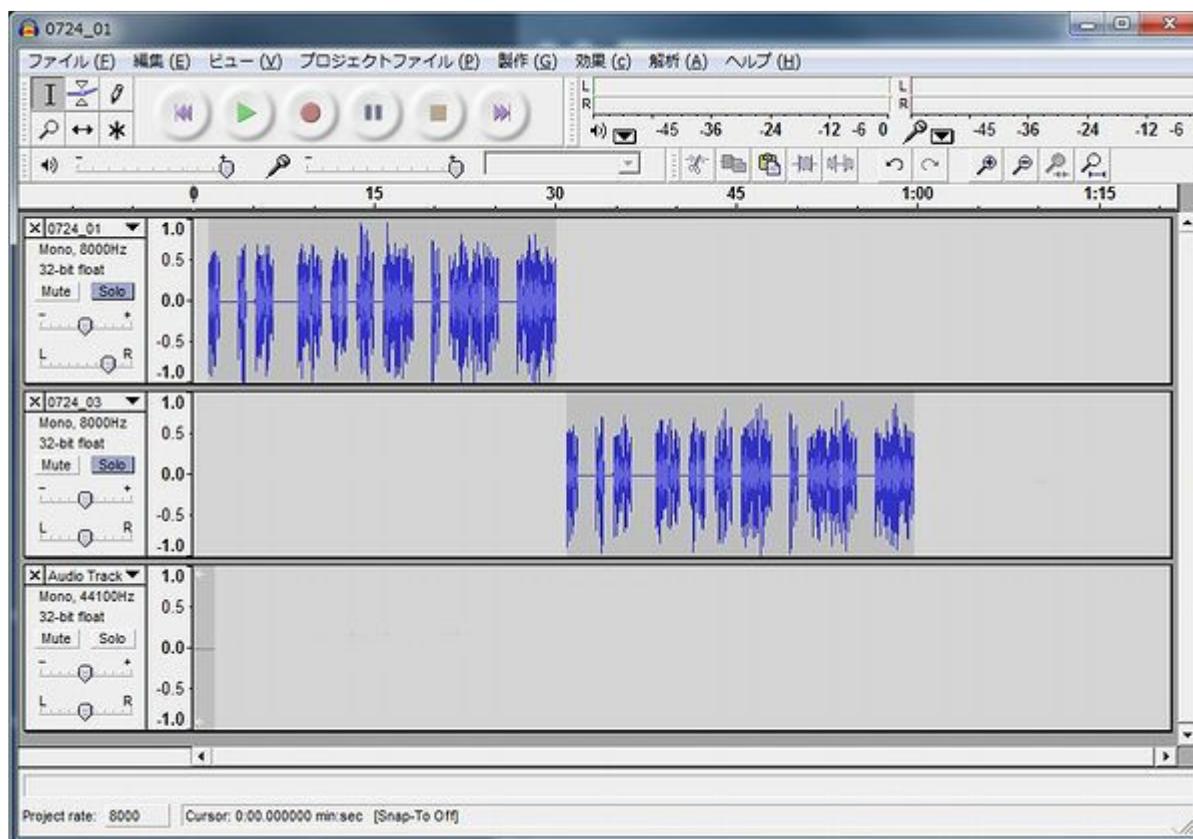 0724_01
ファイル(F) 編集(E) ビュー(V) プロジェクトファイル(P) 製作(G) 効果(c) 解析(A) ヘルプ(H)
L
R
-45 -36 -24 -12 -6 0
L
R
-45 -36 -24 -12 -6
- +
- +
0 15 30 45 1:00 1:15
X 0724_01
Mono, 8000Hz
32-bit float
Mute Solo
- +
L R
1.0
0.5
0.0
-0.5
-1.0
X 0724_03
Mono, 8000Hz
32-bit float
Mute Solo
- +
L R
1.0
0.5
0.0
-0.5
-1.0
X Audio Track
Mono, 44100Hz
32-bit float
Mute Solo
- +
L R
1.0
0.5
0.0
-0.5
-1.0
Project rate: 8000 Cursor: 0:00.000000 min:sec [Snap-To Off]